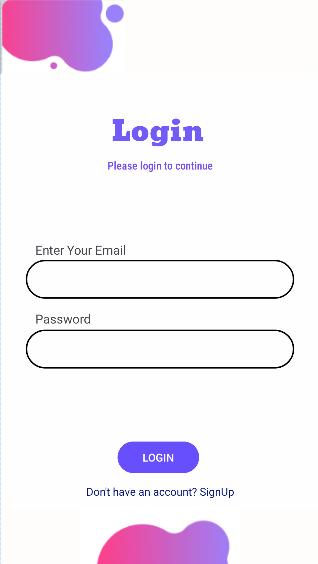 Login
Please login to continue
Enter Your Email
Password
LOGIN
Don't have an account? SignUp